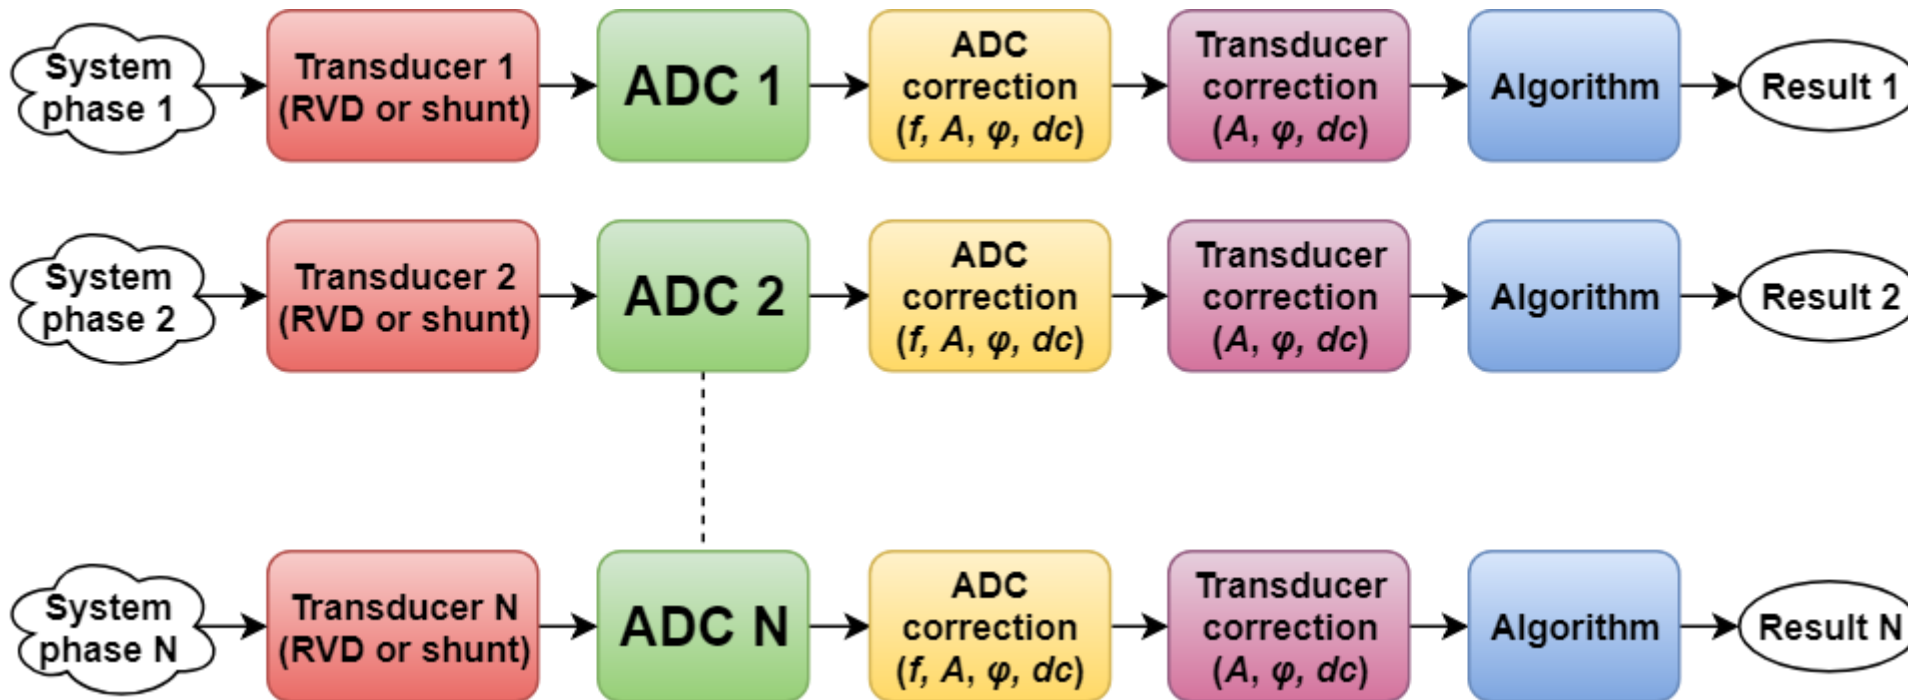 System
phase 1
Transducer 1
(RVD or shunt)
ADC 1
ADC
correction
(f, A, φ, dc)
Transducer
correction
(A, φ, dc)
Algorithm
Result 1
System
phase 2
Transducer 2
(RVD or shunt)
ADC 2
ADC
correction
(f, A, φ, dc)
Transducer
correction
(A, φ, dc)
Algorithm
Result 2
System
phase N
Transducer N
(RVD or shunt)
ADC N
ADC
correction
(f, A, φ, dc)
Transducer
correction
(A, φ, dc)
Algorithm
Result N